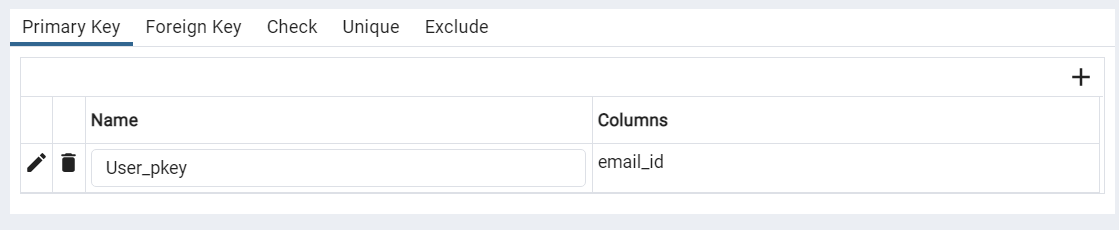 Primary Key Foreign Key Check Unique Exclude
Name Columns
User_pkey email_id